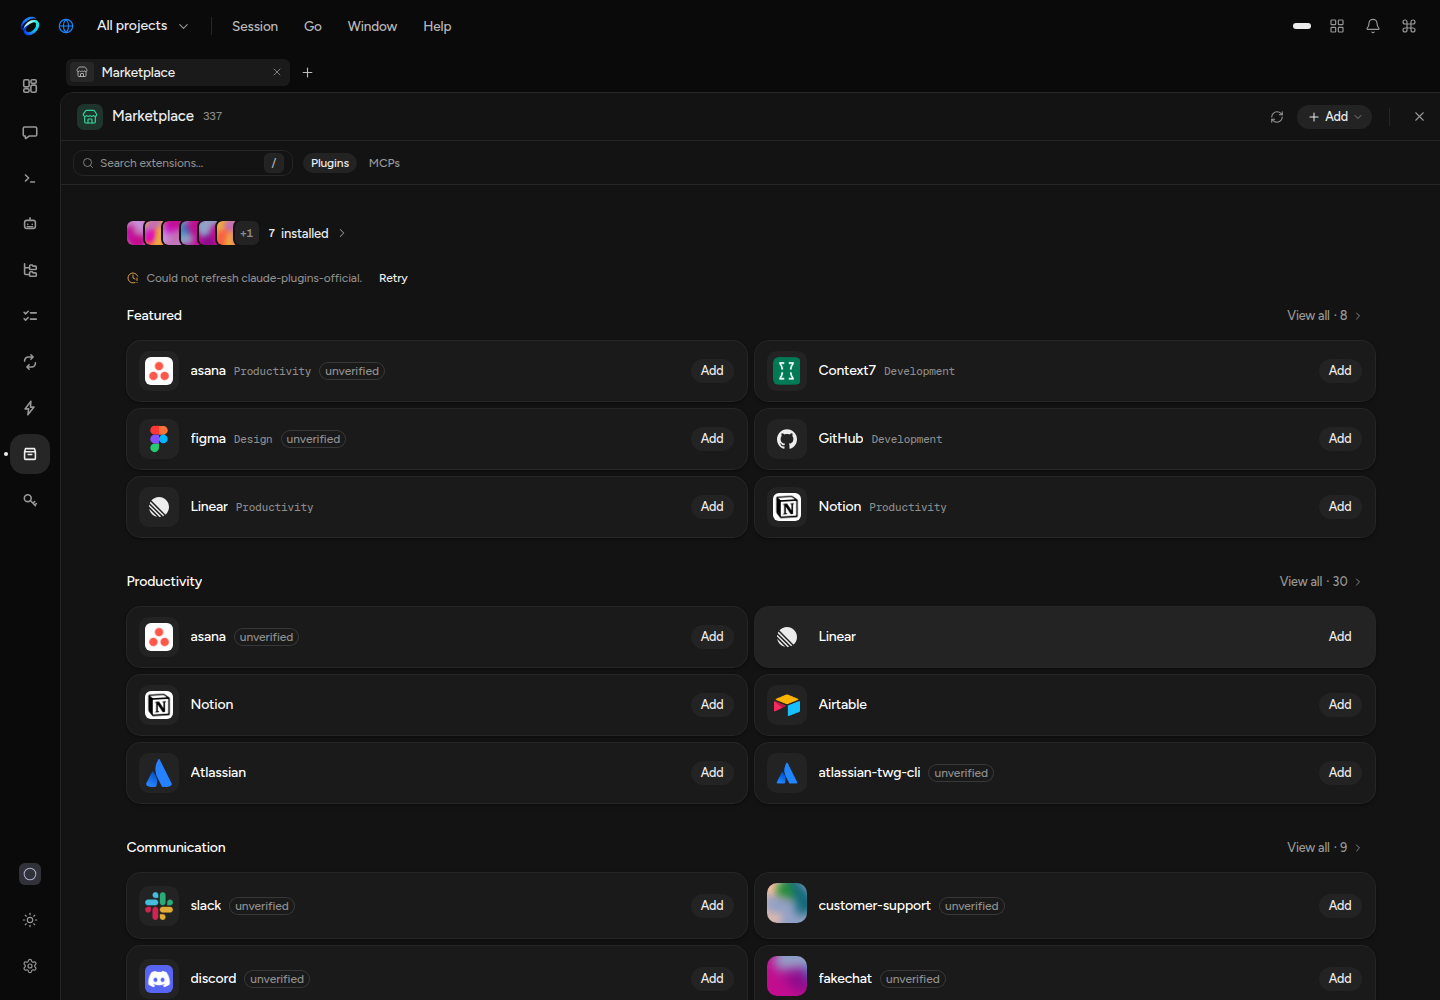 All projects Session Go Window Help
Marketplace
Marketplace 337 Add
Search extensions... / Plugins MCPs
+1 7 installed
Could not refresh claude-plugins-official. Retry
Featured View all · 8
asana Productivity unverified Add
Context7 Development Add
figma Design unverified Add
GitHub Development Add
Linear Productivity Add
Notion Productivity Add
Productivity View all · 30
asana unverified Add
Linear Add
Notion Add
Airtable Add
Atlassian Add
atlassian-twg-cli unverified Add
Communication View all · 9
slack unverified Add
customer-support unverified Add
discord unverified Add
fakechat unverified Add